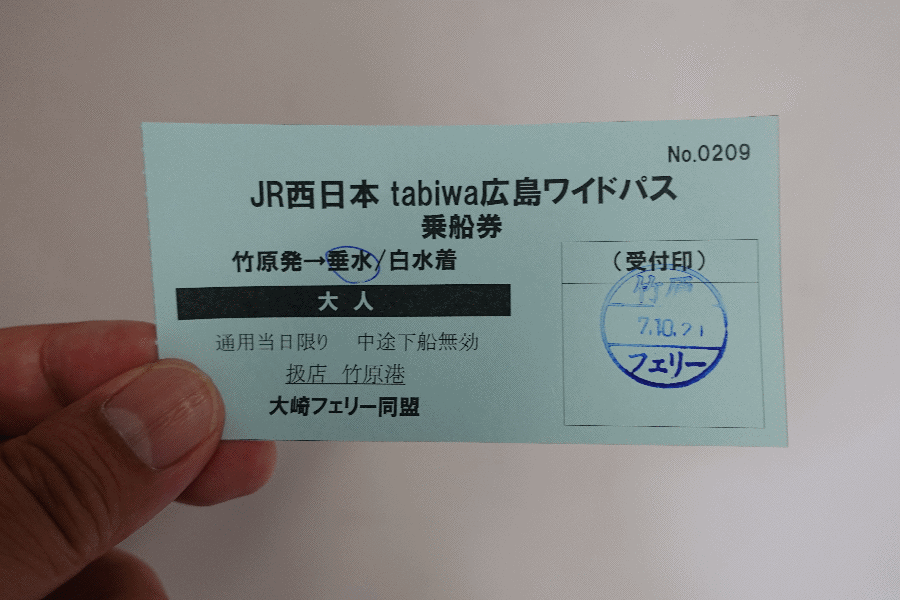 No.0209
JR西日本 tabiwa広島ワイドパス
乗船券
竹原発→垂水/白水着
大人
通用当日限り 中途下船無効
扱店 竹原港
大崎フェリー同盟
（受付印）
竹原
7.10.21
フェリー